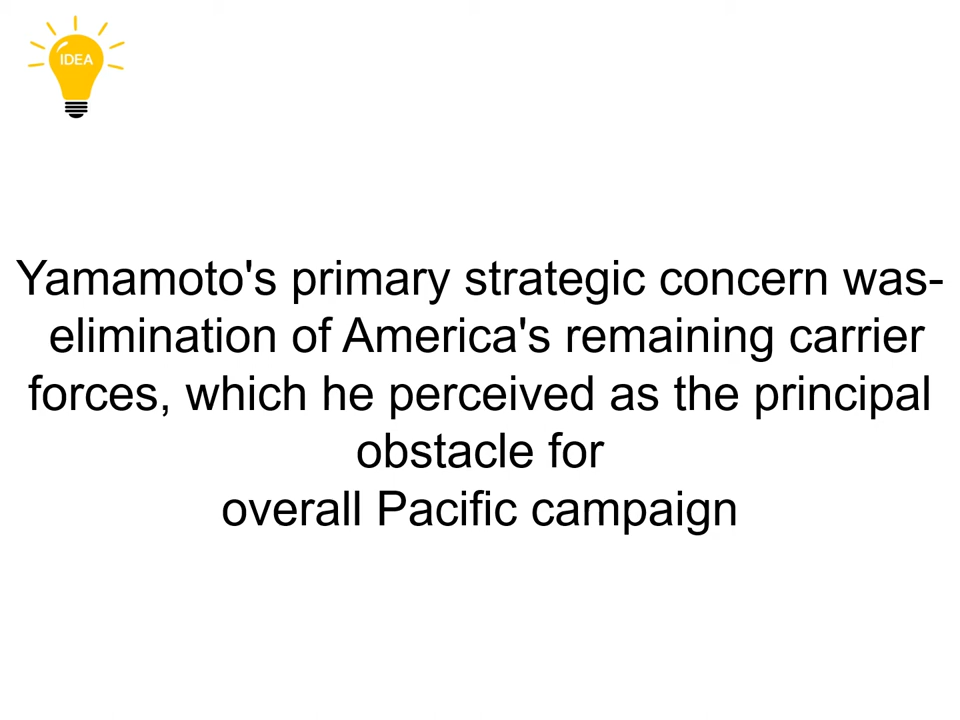 IDEA
Yamamoto's primary strategic concern was-
elimination of America's remaining carrier
forces, which he perceived as the principal
obstacle for
overall Pacific campaign